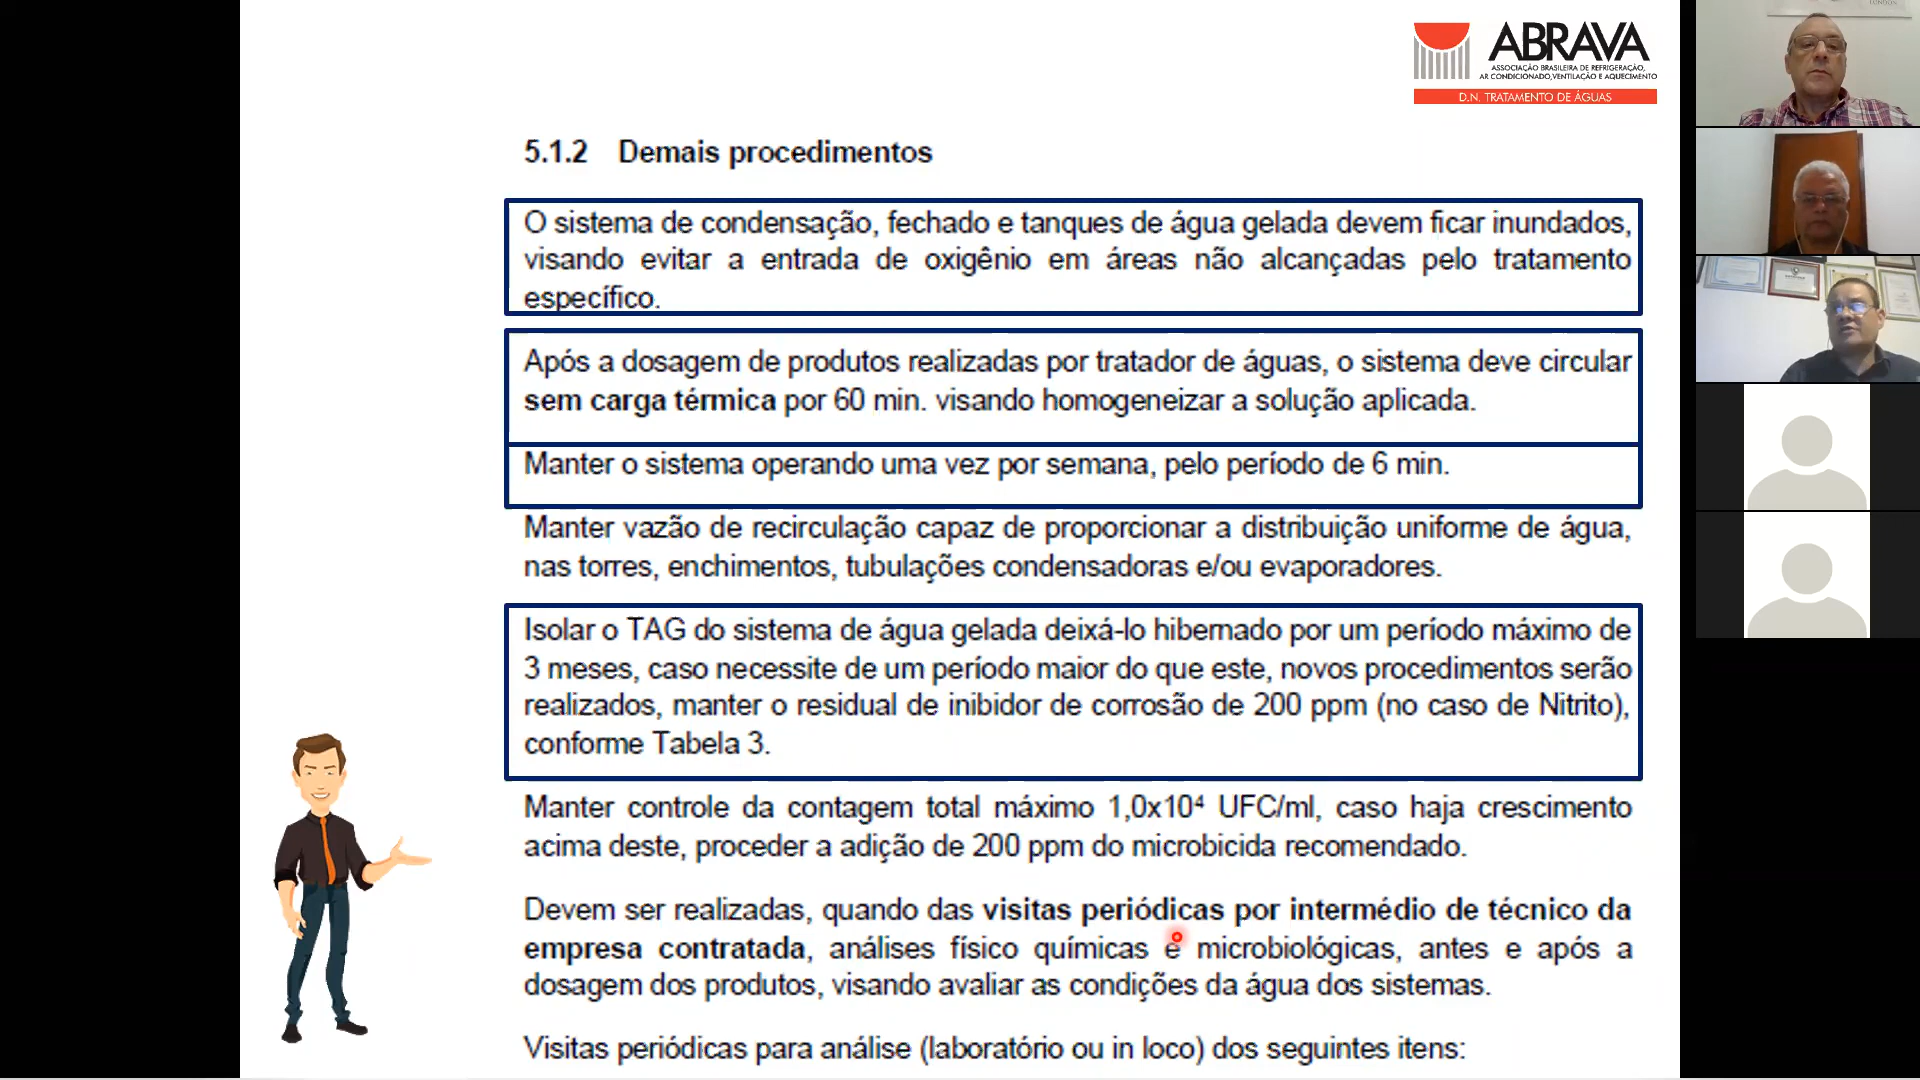 LONDON
ABRAVA
ASSOCIAÇÃO BRASILEIRA DE REFRIGERAÇÃO,
AR CONDICIONADO,VENTILAÇÃO E AQUECIMENTO
D.N. TRATAMENTO DE ÁGUAS
5.1.2 Demais procedimentos
O sistema de condensação, fechado e tanques de água gelada devem ficar inundados,
visando evitar a entrada de oxigênio em áreas não alcançadas pelo tratamento
específico.
Após a dosagem de produtos realizadas por tratador de águas, o sistema deve circular
sem carga térmica por 60 min. visando homogeneizar a solução aplicada.
Manter o sistema operando uma vez por semana, pelo período de 6 min.
Manter vazão de recirculação capaz de proporcionar a distribuição uniforme de água,
nas torres, enchimentos, tubulações condensadoras e/ou evaporadores.
Isolar o TAG do sistema de água gelada deixá-lo hibernado por um período máximo de
3 meses, caso necessite de um período maior do que este, novos procedimentos serão
realizados, manter o residual de inibidor de corrosão de 200 ppm (no caso de Nitrito),
conforme Tabela 3.
Manter controle da contagem total máximo 1,0x10⁴ UFC/ml, caso haja crescimento
acima deste, proceder a adição de 200 ppm do microbicida recomendado.
Devem ser realizadas, quando das visitas periódicas por intermédio de técnico da
empresa contratada, análises físico químicas e microbiológicas, antes e após a
dosagem dos produtos, visando avaliar as condições da água dos sistemas.
Visitas periódicas para análise (laboratório ou in loco) dos seguintes itens: